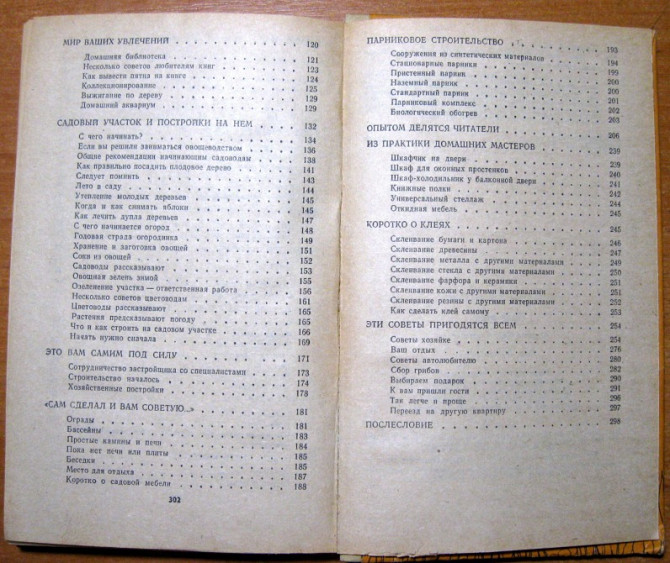 МИР ВАШИХ УВЛЕЧЕНИЙ 120
Домашняя библиотека 121
Несколько советов любителям книг 123
Как вывести пятна на книге 124
Коллекционирование 125
Выжигание по дереву 129
Домашний аквариум 129
САДОВЫЙ УЧАСТОК И ПОСТРОЙКИ НА НЕМ 132
С чего начинать? 134
Если вы решили заниматься овощеводством 136
Общие рекомендации начинающим садоводам 138
Как правильно посадить плодовое дерево 141
Следует помнить 143
Лето в саду 144
Утепление молодых деревьев 145
Когда и как снимать яблоки 145
Как лечить дупла деревьев 147
С чего начинается огород 148
Годовая страда огородника 149
Хранение и заготовка овощей 151
Соки из овощей 152
Садоводы рассказывают 153
Овощная зелень зимой 155
Озеленение участка — ответственная работа 156
Несколько советов цветоводам 161
Цветоводы рассказывают 165
Растения предсказывают погоду 165
Что и как строить на садовом участке 166
Начать нужно сначала 169
ЭТО ВАМ САМИМ ПОД СИЛУ 171
Сотрудничество застройщика со специалистами 173
Строительство началось 174
Хозяйственные постройки 178
«САМ СДЕЛАЛ И ВАМ СОВЕТУЮ...» 181
Ограды 181
Бассейны 183
Простые камины и печи 184
Пока нет печи или плиты 185
Беседки 185
Место для отдыха 187
Коротко о садовой мебели 188
302
ПАРНИКОВОЕ СТРОИТЕЛЬСТВО 193
Сооружения из синтетических материалов 194
Стационарные парники 199
Пристенный парник 200
Наземный парник 200
Стандартный парник 201
Парниковый комплекс 202
Биологический обогрев 203
ОПЫТОМ ДЕЛЯТСЯ ЧИТАТЕЛИ 206
ИЗ ПРАКТИКИ ДОМАШНИХ МАСТЕРОВ 239
Шкафчик на двери 239
Шкаф для оконных простенков 240
Шкаф-холодильник у балконной двери 241
Книжные полки 242
Универсальный стеллаж 244
Откидная мебель 245
КОРОТКО О КЛЕЯХ 245
Склеивание бумаги и картона 246
Склеивание древесины 247
Склеивание металла с другими материалами 249
Склеивание стекла с другими материалами 250
Склеивание фарфора и керамики 251
Склеивание кожи с другими материалами 251
Склеивание резины с другими материалами 252
Как сделать клей самому 253
ЭТИ СОВЕТЫ ПРИГОДЯТСЯ ВСЕМ 254
Советы хозяйке 254
Ваш отдых 276
Советы автолюбителю 280
Сбор грибов 282
Выбираем подарок 290
К вам пришли гости 291
Так легче и проще 296
Переезд на другую квартиру 297
ПОСЛЕСЛОВИЕ 298